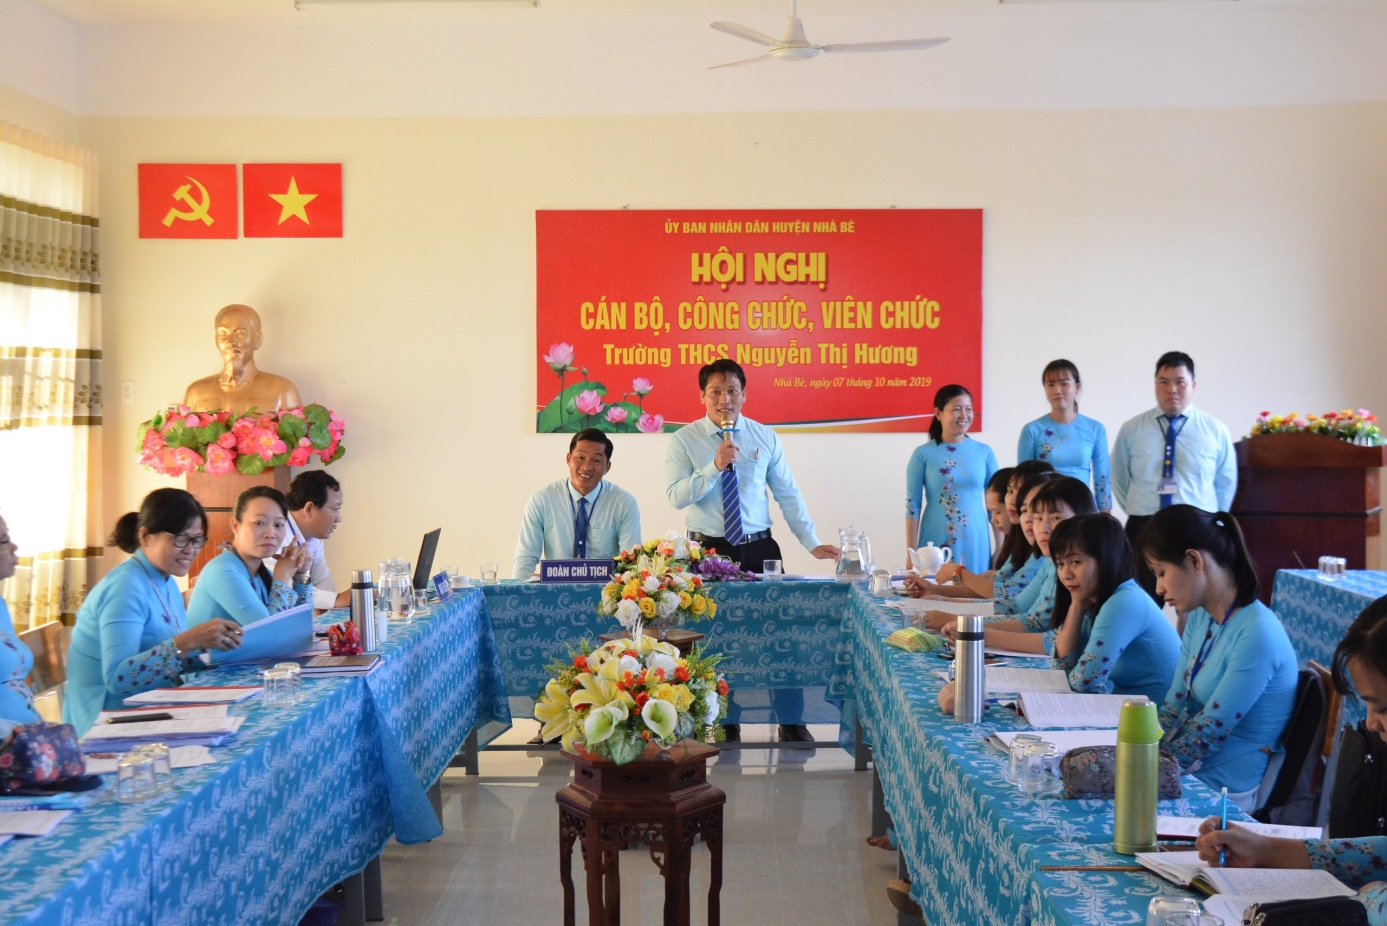 ỦY BAN NHÂN DÂN HUYỆN NHÀ BÈ
HỘI NGHỊ
CÁN BỘ, CÔNG CHỨC, VIÊN CHỨC
Trường THCS Nguyễn Thị Hương
Nhà Bè, ngày 07 tháng 10 năm 2019
ĐOÀN CHỦ TỊCH